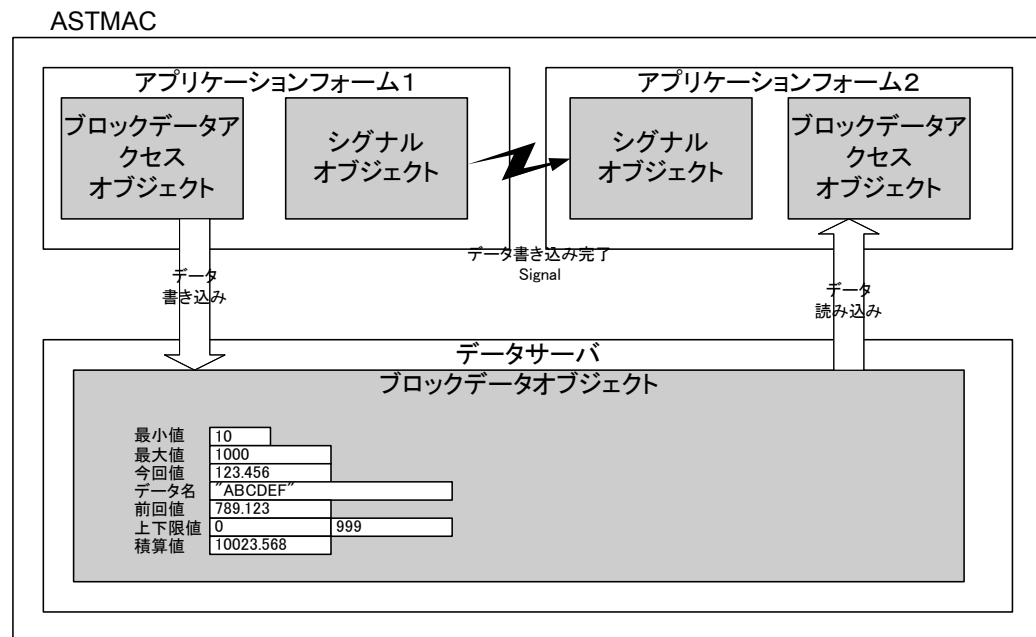 ASTMAC
アプリケーションフォーム１
ブロックデータア
クセス
オブジェクト
シグナル
オブジェクト
アプリケーションフォーム２
シグナル
オブジェクト
ブロックデータア
クセス
オブジェクト
データ書き込み完了
Signal
データ
書き込み
データ
読み込み
データサーバ
ブロックデータオブジェクト
最小値 10
最大値 1000
今回値 123.456
データ名 "ABCDEF"
前回値 789.123
上下限値 0 999
積算値 10023.568